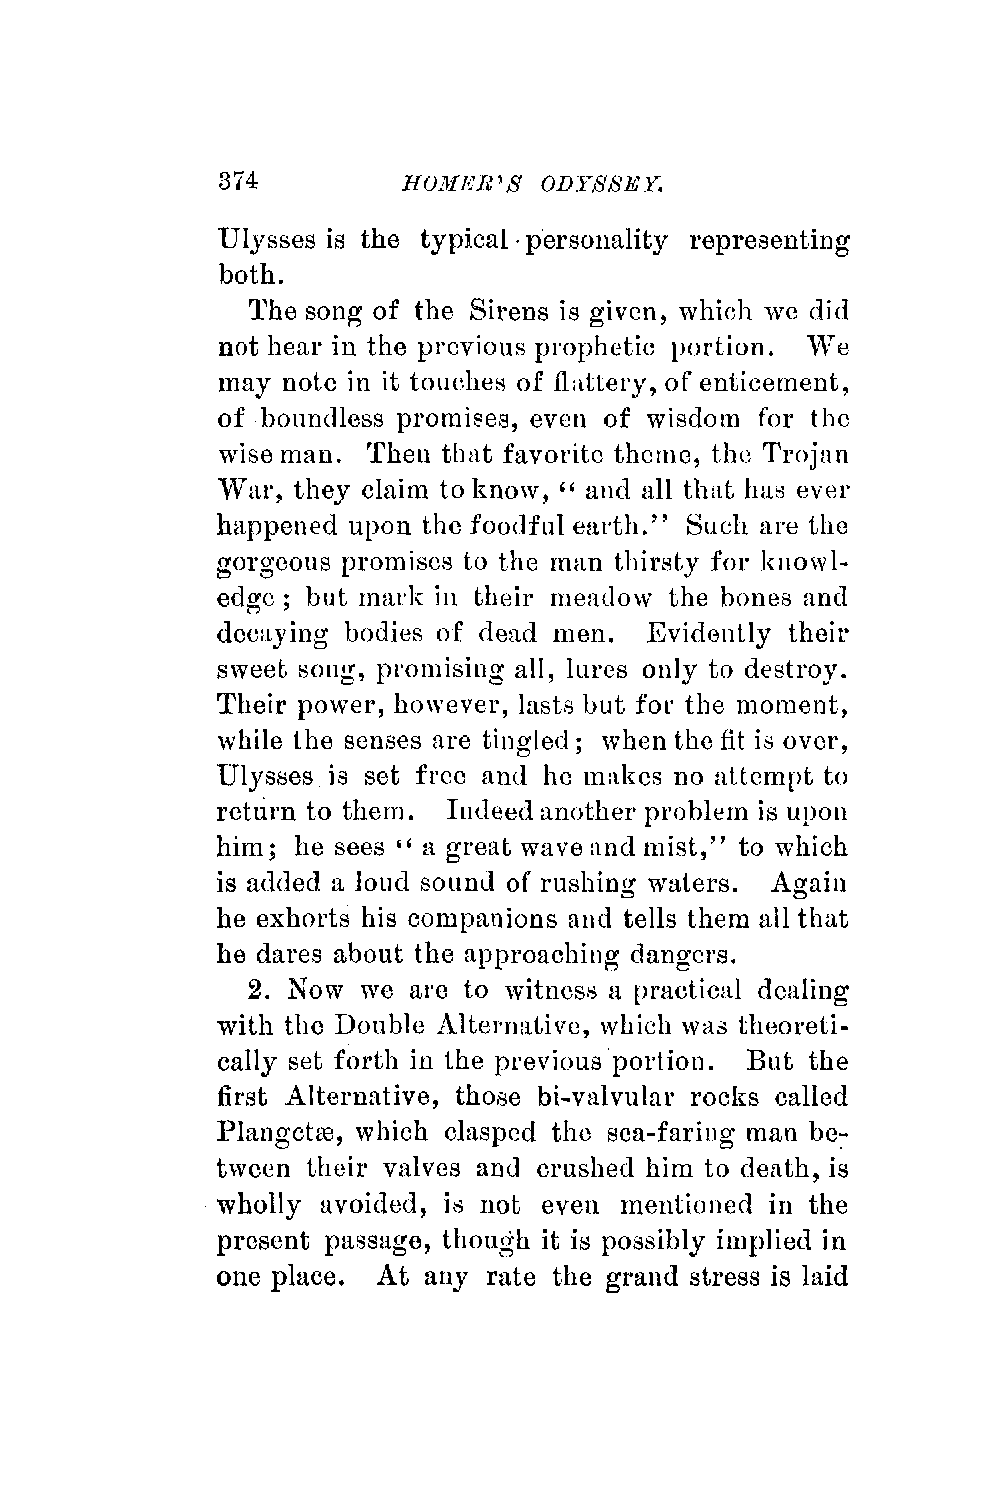 374 HOMER'S ODYSSEY.
Ulysses is the typical personality representing
both.
The song of the Sirens is given, which we did
not hear in the previous prophetic portion. We
may note in it touches of flattery, of enticement,
of boundless promises, even of wisdom for the
wise man. Then that favorite theme, the Trojan
War, they claim to know, “ and all that has ever
happened upon the foodful earth.” Such are the
gorgeous promises to the man thirsty for knowl-
edge ; but mark in their meadow the bones and
decaying bodies of dead men. Evidently their
sweet song, promising all, lures only to destroy.
Their power, however, lasts but for the moment,
while the senses are tingled ; when the fit is over,
Ulysses is set free and he makes no attempt to
return to them. Indeed another problem is upon
him; he sees “ a great wave and mist,” to which
is added a loud sound of rushing waters. Again
he exhorts his companions and tells them all that
he dares about the approaching dangers.
2. Now we are to witness a practical dealing
with the Double Alternative, which was theoreti-
cally set forth in the previous portion. But the
first Alternative, those bi-valvular rocks called
Plangctæ, which clasped the sea-faring man be-
tween their valves and crushed him to death, is
wholly avoided, is not even mentioned in the
present passage, though it is possibly implied in
one place. At any rate the grand stress is laid